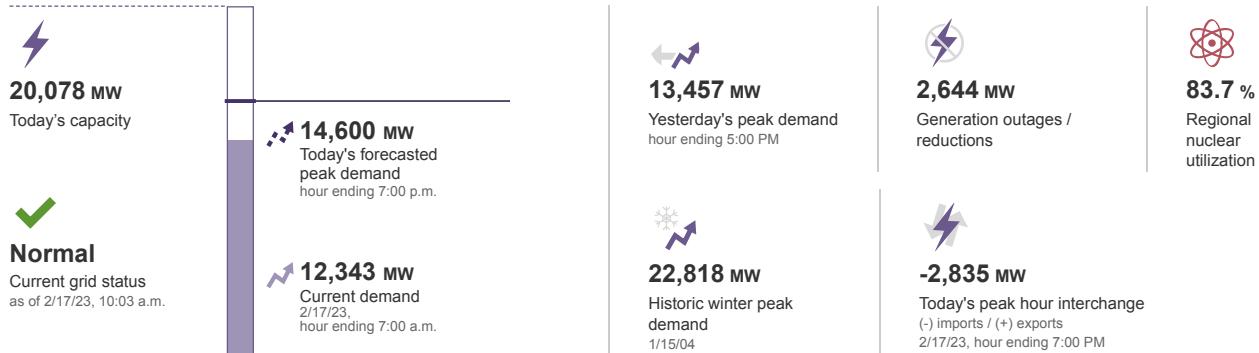 20,078 MW
Today's capacity
Normal
Current grid status
as of 2/17/23, 10:03 a.m.
14,600 MW
Today's forecasted
peak demand
hour ending 7:00 p.m.
12,343 MW
Current demand
2/17/23,
hour ending 7:00 a.m.
13,457 MW
Yesterday's peak demand
hour ending 5:00 PM
2,644 MW
Generation outages /
reductions
83.7 %
Regional
nuclear
utilization
22,818 MW
Historic winter peak
demand
1/15/04
-2,835 MW
Today's peak hour interchange
(-) imports / (+) exports
2/17/23, hour ending 7:00 PM